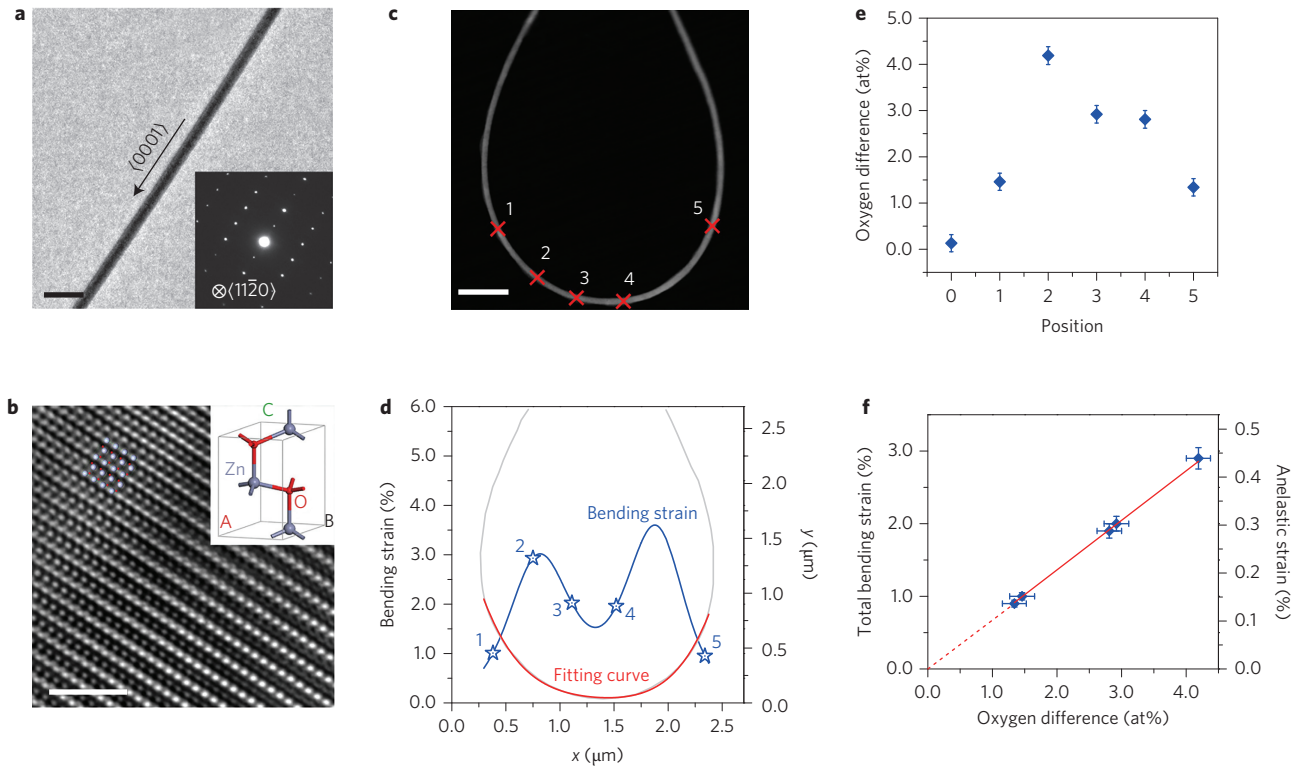 a
⟨0001⟩
⊗⟨112̅0⟩
b
C
Zn
O
A
B
c
1
2
3
4
5
d
6.0
5.0
4.0
3.0
2.0
1.0
0.0
Bending strain (%)
Bending strain
1
2
3
4
5
Fitting curve
2.5
2.0
1.5
1.0
0.5
0.0
y (μm)
0.0 0.5 1.0 1.5 2.0 2.5
x (μm)
e
5.0
4.0
3.0
2.0
1.0
0.0
Oxygen difference (at%)
0 1 2 3 4 5
Position
f
3.0
2.0
1.0
0.0
Total bending strain (%)
0.5
0.4
0.3
0.2
0.1
0.0
Anelastic strain (%)
0.0 1.0 2.0 3.0 4.0
Oxygen difference (at%)